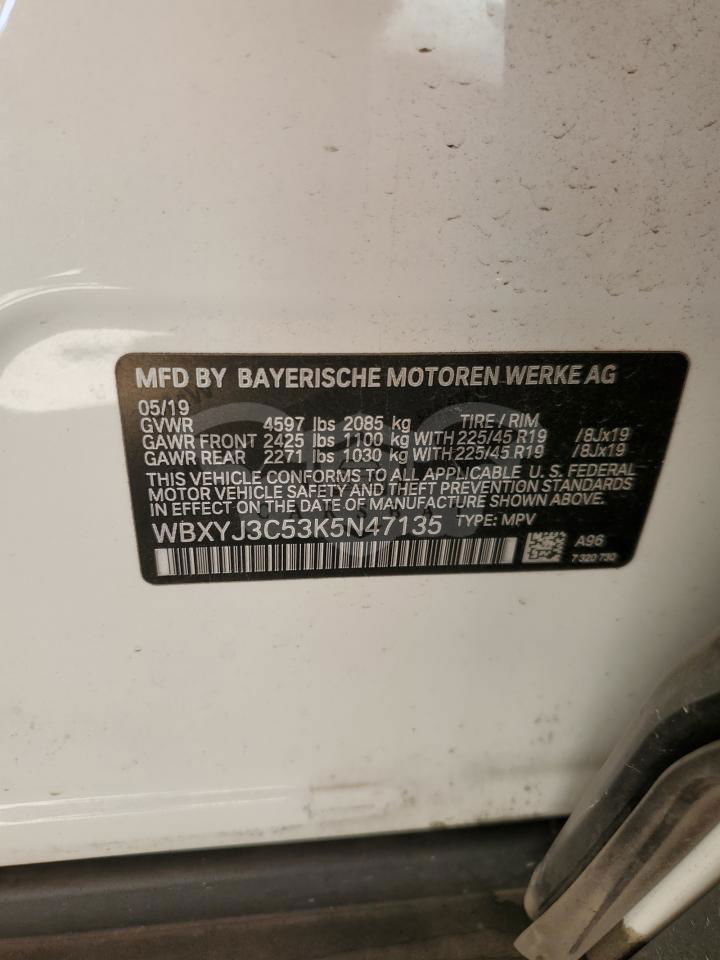 MFD BY BAYERISCHE MOTOREN WERKE AG
05/19
GVWR 4597 lbs 2085 kg TIRE / RIM
GAWR FRONT 2425 lbs 1100 kg WITH 225/45 R19 /8Jx19
GAWR REAR 2271 lbs 1030 kg WITH 225/45 R19 /8Jx19
THIS VEHICLE CONFORMS TO ALL APPLICABLE U. S. FEDERAL
MOTOR VEHICLE SAFETY AND THEFT PREVENTION STANDARDS
IN EFFECT ON THE DATE OF MANUFACTURE SHOWN ABOVE.
WBXYJ3C53K5N47135 TYPE: MPV
A96
7 320 730